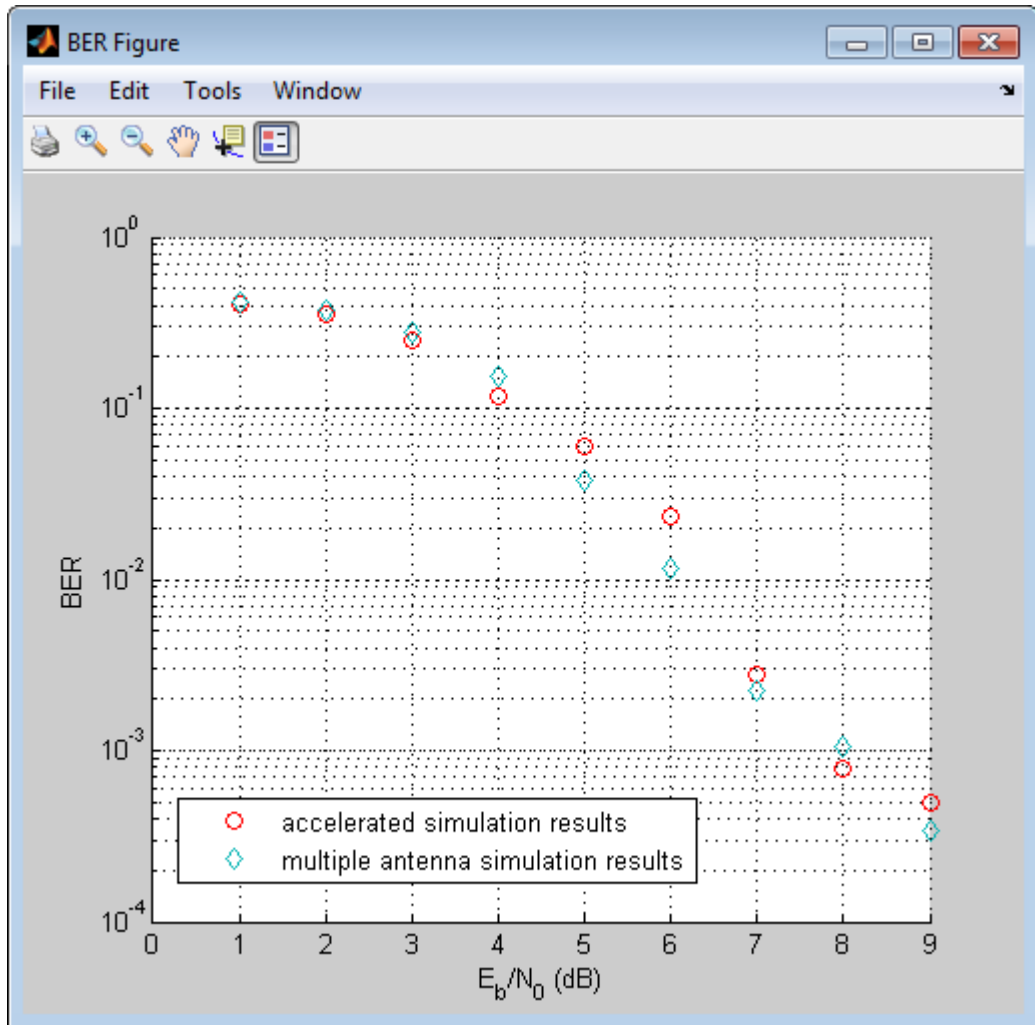 BER Figure
File Edit Tools Window
10^0
10^-1
10^-2
10^-3
10^-4
BER
accelerated simulation results
multiple antenna simulation results
0 1 2 3 4 5 6 7 8 9
E_b/N_0 (dB)